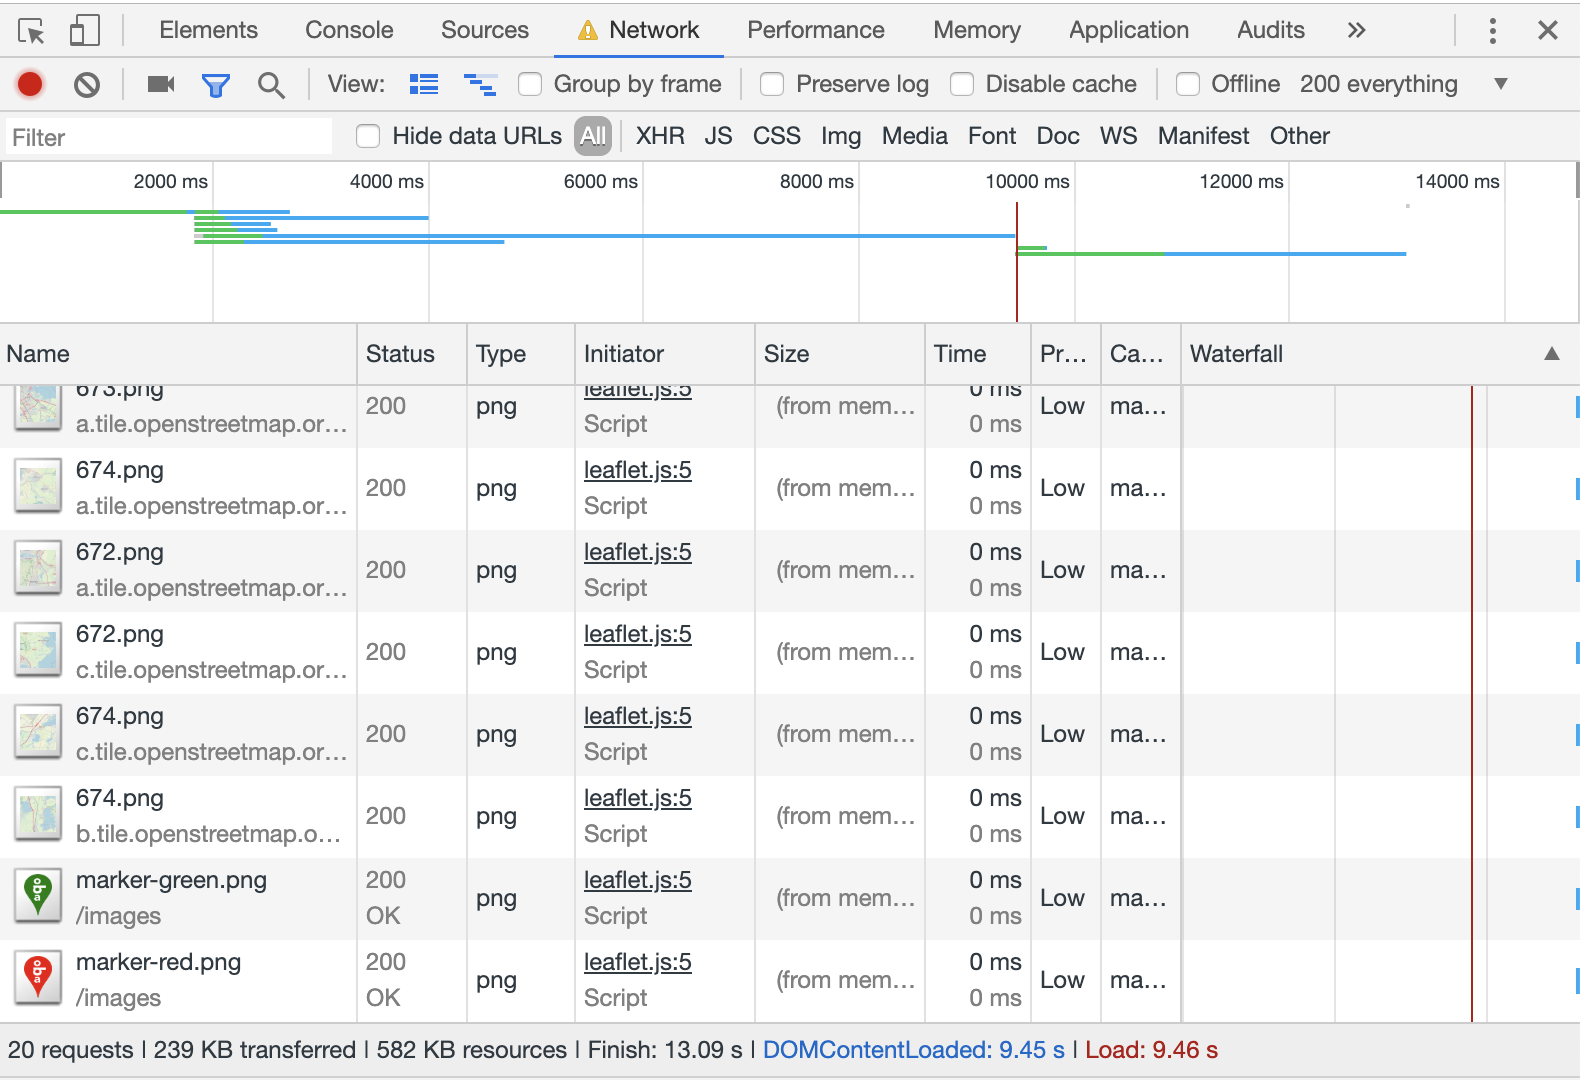 Elements Console Sources Network Performance Memory Application Audits »
View: Group by frame Preserve log Disable cache Offline 200 everything ▼
Filter Hide data URLs All XHR JS CSS Img Media Font Doc WS Manifest Other
2000 ms 4000 ms 6000 ms 8000 ms 10000 ms 12000 ms 14000 ms
Name Status Type Initiator Size Time Pr... Ca... Waterfall ▲
673.png leaflet.js:5 0 ms
200 png (from mem... Low ma...
a.tile.openstreetmap.or... Script 0 ms
674.png leaflet.js:5 0 ms
200 png (from mem... Low ma...
a.tile.openstreetmap.or... Script 0 ms
672.png leaflet.js:5 0 ms
200 png (from mem... Low ma...
a.tile.openstreetmap.or... Script 0 ms
672.png leaflet.js:5 0 ms
200 png (from mem... Low ma...
c.tile.openstreetmap.or... Script 0 ms
674.png leaflet.js:5 0 ms
200 png (from mem... Low ma...
c.tile.openstreetmap.or... Script 0 ms
674.png leaflet.js:5 0 ms
200 png (from mem... Low ma...
b.tile.openstreetmap.o... Script 0 ms
marker-green.png 200 leaflet.js:5 0 ms
png (from mem... Low ma...
/images OK Script 0 ms
marker-red.png 200 leaflet.js:5 0 ms
png (from mem... Low ma...
/images OK Script 0 ms
20 requests | 239 KB transferred | 582 KB resources | Finish: 13.09 s | DOMContentLoaded: 9.45 s | Load: 9.46 s